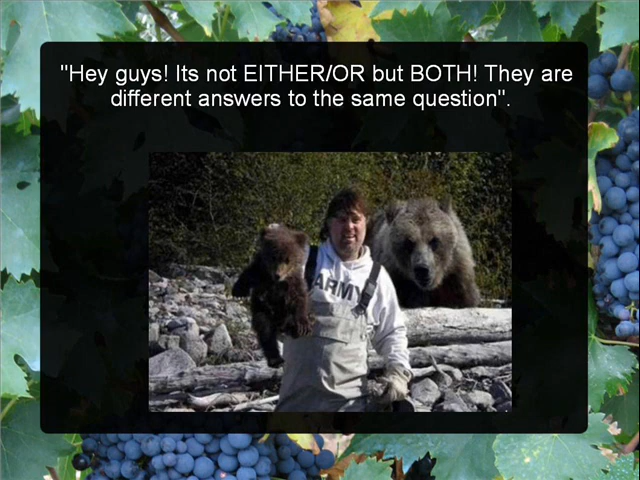 "Hey guys! Its not EITHER/OR but BOTH! They are
different answers to the same question".
ARMY